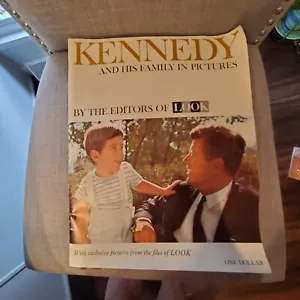 KENNEDY
AND HIS FAMILY IN PICTURES
BY THE EDITORS OF LOOK
With exclusive pictures from the files of LOOK
ONE DOLLAR